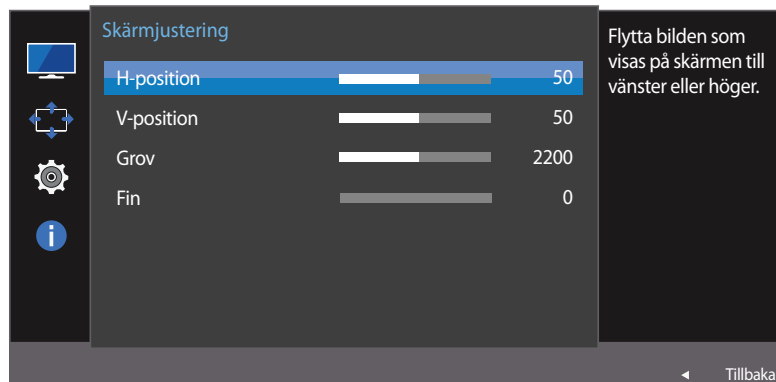 Skärmjustering
H-position 50
V-position 50
Grov 2200
Fin 0
Flytta bilden som
visas på skärmen till
vänster eller höger.
Tillbaka